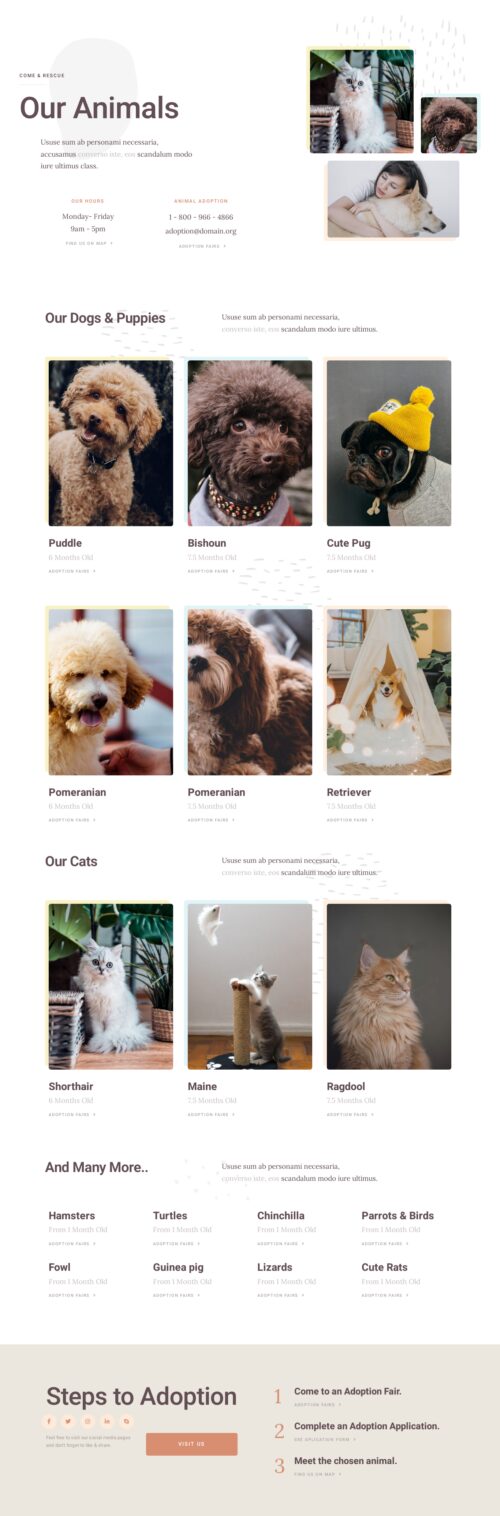 COME & RESCUE
Our Animals
Ususe sum ab personami necessaria,
accusamus converso iste, eos scandalum modo
iure ultimus class.
OUR HOURS
Monday- Friday
9am - 5pm
FIND US ON MAP
ANIMAL ADOPTION
1 - 800 - 966 - 4866
adoption@domain.org
ADOPTION FAIRS
Our Dogs & Puppies
Ususe sum ab personami necessaria,
converso iste, eos scandalum modo iure ultimus.
Puddle
6 Months Old
ADOPTION FAIRS
Bishoun
7.5 Months Old
ADOPTION FAIRS
Cute Pug
7.5 Months Old
ADOPTION FAIRS
Pomeranian
6 Months Old
ADOPTION FAIRS
Pomeranian
7.5 Months Old
ADOPTION FAIRS
Retriever
7.5 Months Old
ADOPTION FAIRS
Our Cats
Ususe sum ab personami necessaria,
converso iste, eos scandalum modo iure ultimus.
Shorthair
6 Months Old
ADOPTION FAIRS
Maine
7.5 Months Old
ADOPTION FAIRS
Ragdool
7.5 Months Old
ADOPTION FAIRS
And Many More..
Ususe sum ab personami necessaria,
converso iste, eos scandalum modo iure ultimus.
Hamsters
From 1 Month Old
ADOPTION FAIRS
Turtles
From 1 Month Old
ADOPTION FAIRS
Chinchilla
From 1 Month Old
ADOPTION FAIRS
Parrots & Birds
From 1 Month Old
ADOPTION FAIRS
Fowl
From 1 Month Old
ADOPTION FAIRS
Guinea pig
From 1 Month Old
ADOPTION FAIRS
Lizards
From 1 Month Old
ADOPTION FAIRS
Cute Rats
From 1 Month Old
ADOPTION FAIRS
Steps to Adoption
Feel free to visit our social media pages
and don't forget to like & share.
VISIT US
1 Come to an Adoption Fair.
ADOPTION FAIRS
2 Complete an Adoption Application.
SEE APLICATION FORM
3 Meet the chosen animal.
FIND US ON MAP